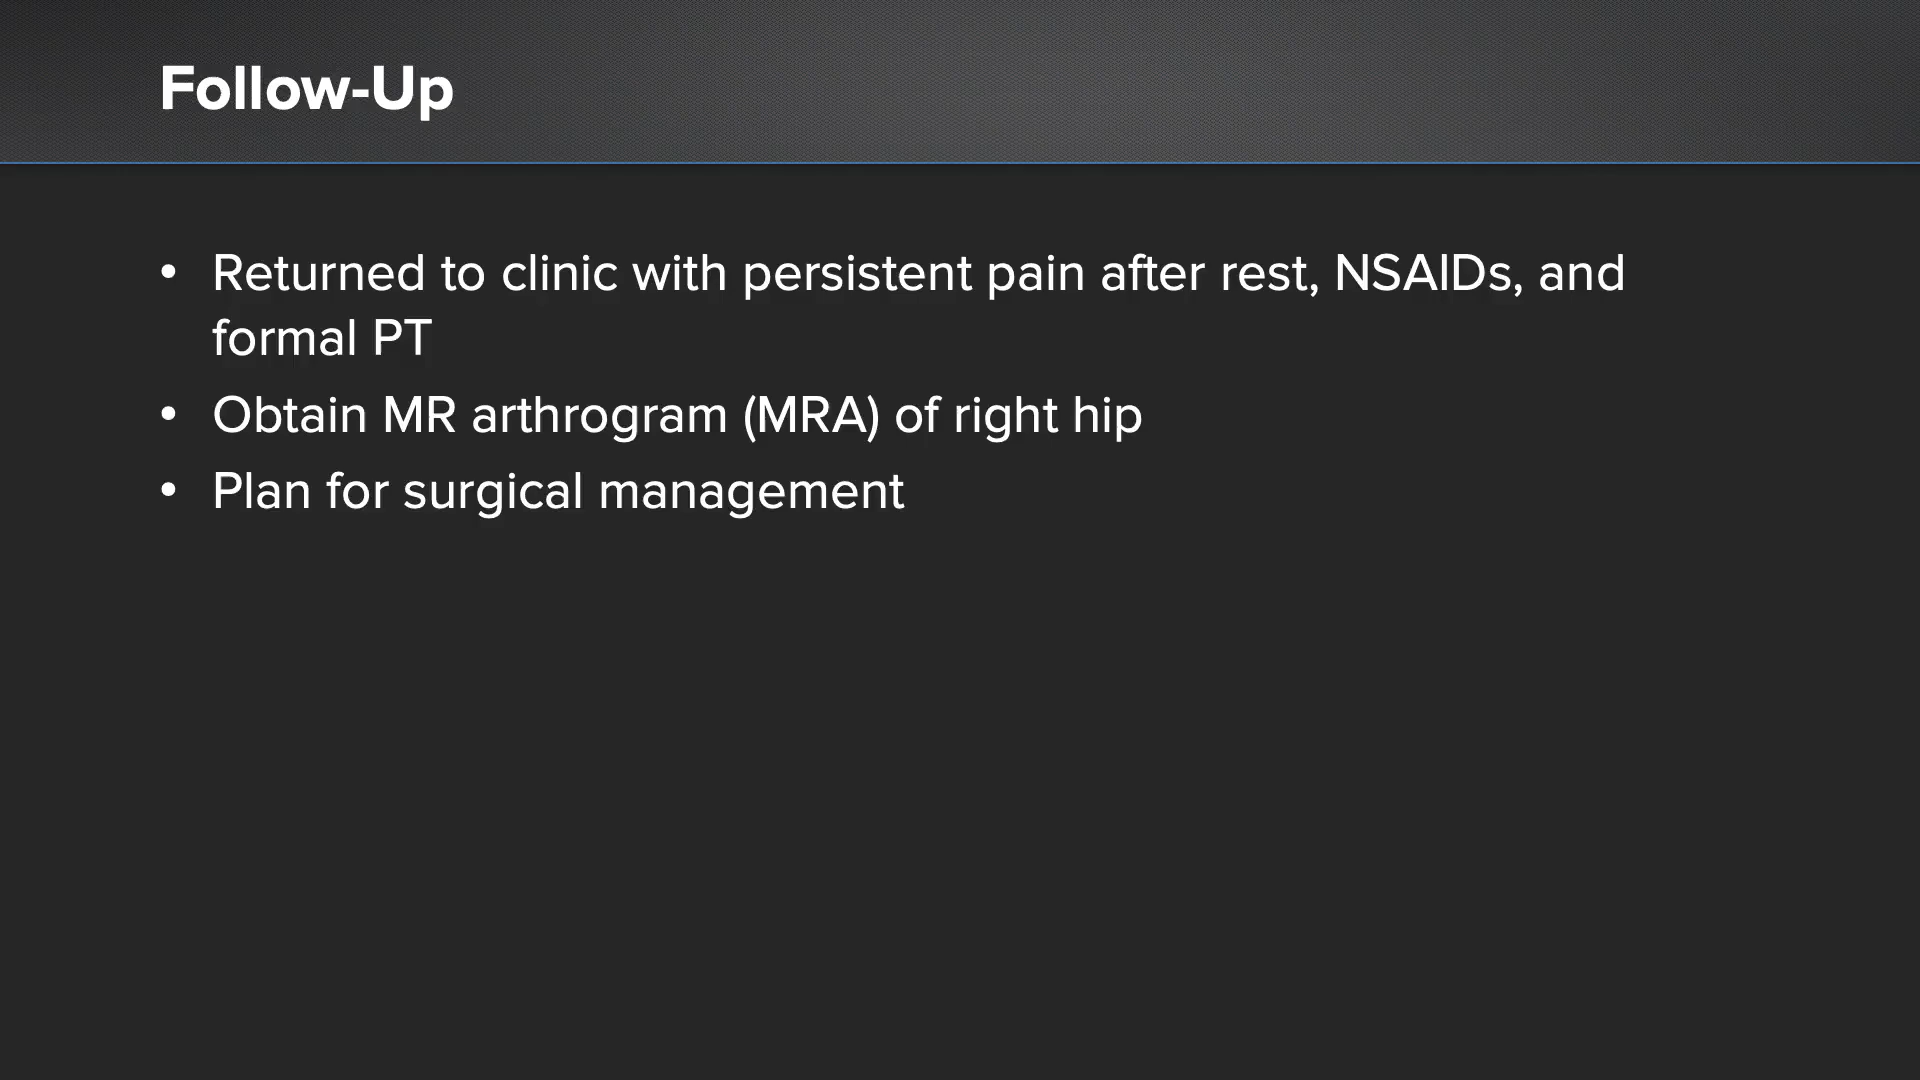 Follow-Up
• Returned to clinic with persistent pain after rest, NSAIDs, and
formal PT
• Obtain MR arthrogram (MRA) of right hip
• Plan for surgical management